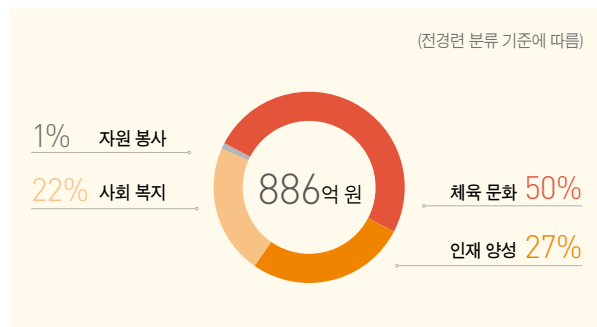 (전경련 분류 기준에 따름)
1% 자원 봉사
22% 사회 복지
886억 원
체육 문화 50%
인재 양성 27%